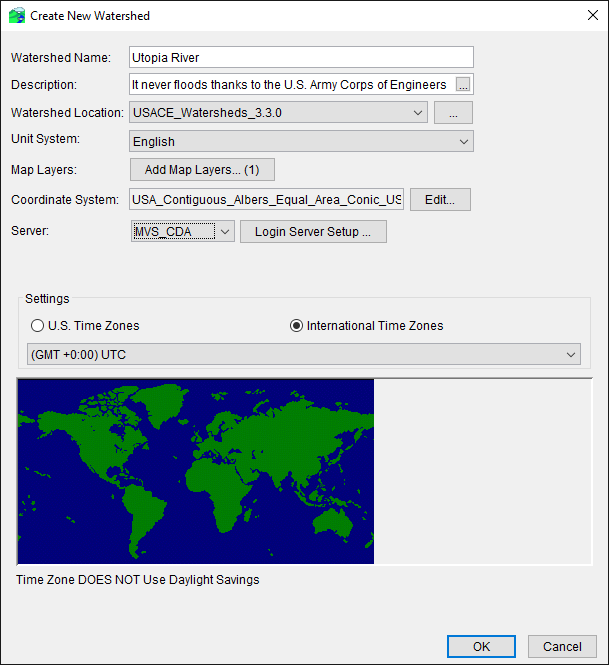 Create New Watershed
Watershed Name: Utopia River
Description: It never floods thanks to the U.S. Army Corps of Engineers ...
Watershed Location: USACE_Watersheds_3.3.0 ...
Unit System: English
Map Layers: Add Map Layers... (1)
Coordinate System: USA_Contiguous_Albers_Equal_Area_Conic_US Edit...
Server: MVS_CDA Login Server Setup ...
Settings
U.S. Time Zones International Time Zones
(GMT +0:00) UTC
Time Zone DOES NOT Use Daylight Savings
OK Cancel